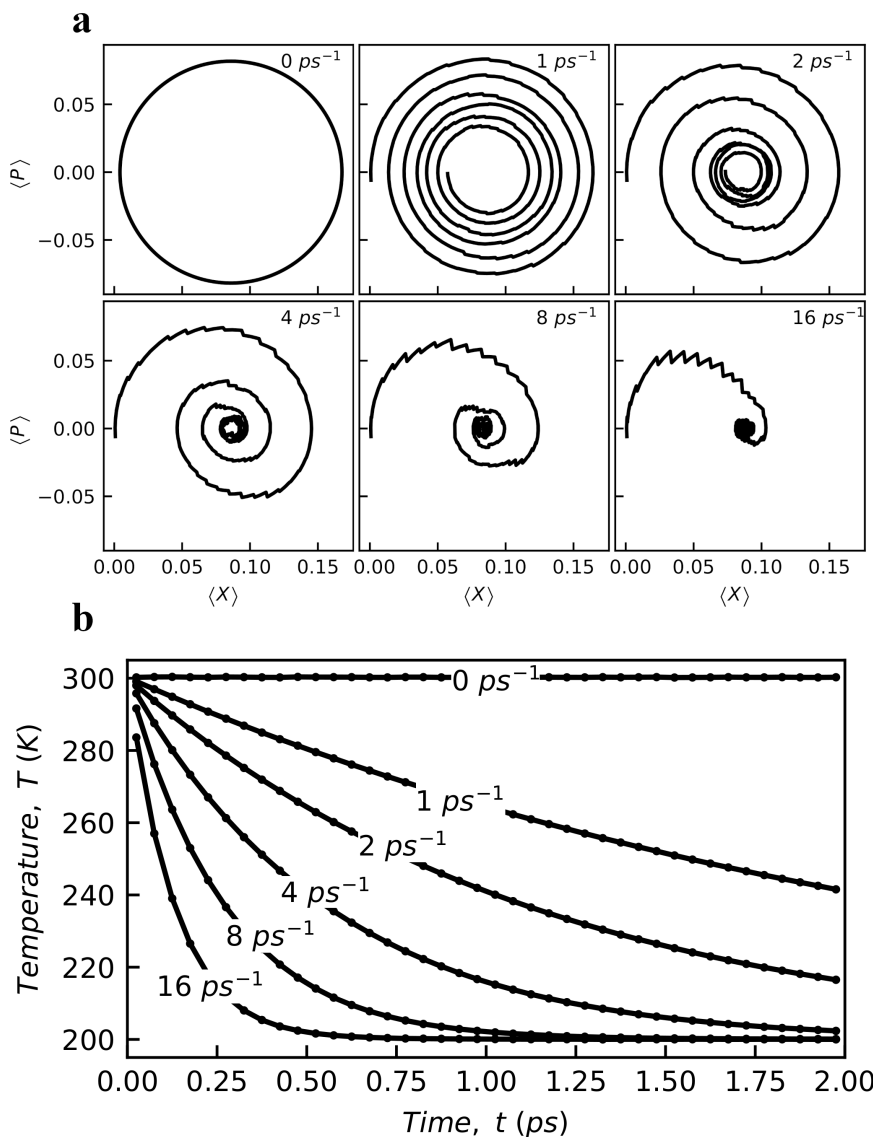 a
0 ps⁻¹
1 ps⁻¹
2 ps⁻¹
0.05
0.00
−0.05
⟨P⟩
4 ps⁻¹
8 ps⁻¹
16 ps⁻¹
0.05
0.00
−0.05
⟨P⟩
0.00 0.05 0.10 0.15 0.00 0.05 0.10 0.15 0.00 0.05 0.10 0.15
⟨X⟩ ⟨X⟩ ⟨X⟩
b
300
280
260
240
220
200
Temperature, T (K)
0 ps⁻¹
1 ps⁻¹
2 ps⁻¹
4 ps⁻¹
8 ps⁻¹
16 ps⁻¹
0.00 0.25 0.50 0.75 1.00 1.25 1.50 1.75 2.00
Time, t (ps)